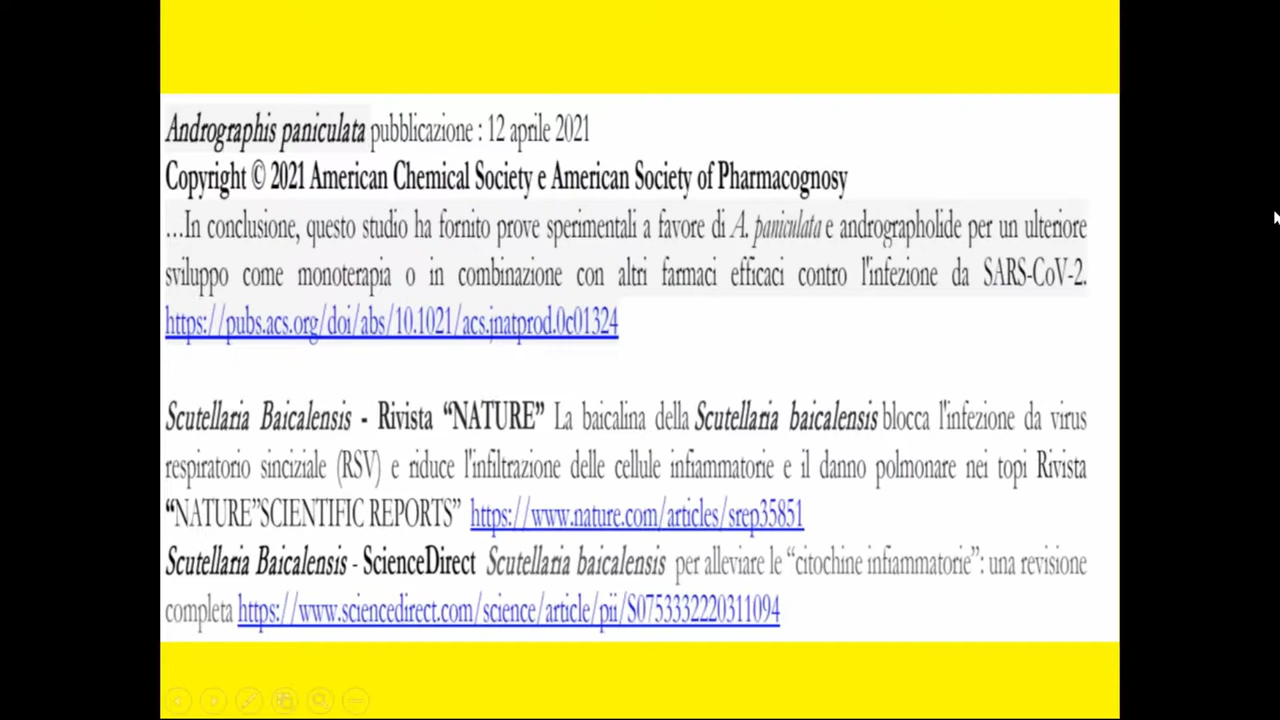 Andrographis paniculata pubblicazione : 12 aprile 2021
Copyright © 2021 American Chemical Society e American Society of Pharmacognosy
…In conclusione, questo studio ha fornito prove sperimentali a favore di A. paniculata e andrographolide per un ulteriore
sviluppo come monoterapia o in combinazione con altri farmaci efficaci contro l'infezione da SARS-CoV-2.
https://pubs.acs.org/doi/abs/10.1021/acs.jnatprod.0c01324
Scutellaria Baicalensis - Rivista “NATURE” La baicalina della Scutellaria baicalensis blocca l'infezione da virus
respiratorio sinciziale (RSV) e riduce l'infiltrazione delle cellule infiammatorie e il danno polmonare nei topi Rivista
“NATURE”SCIENTIFIC REPORTS” https://www.nature.com/articles/srep35851
Scutellaria Baicalensis - ScienceDirect Scutellaria baicalensis per alleviare le “citochine infiammatorie”: una revisione
completa https://www.sciencedirect.com/science/article/pii/S0753332220311094